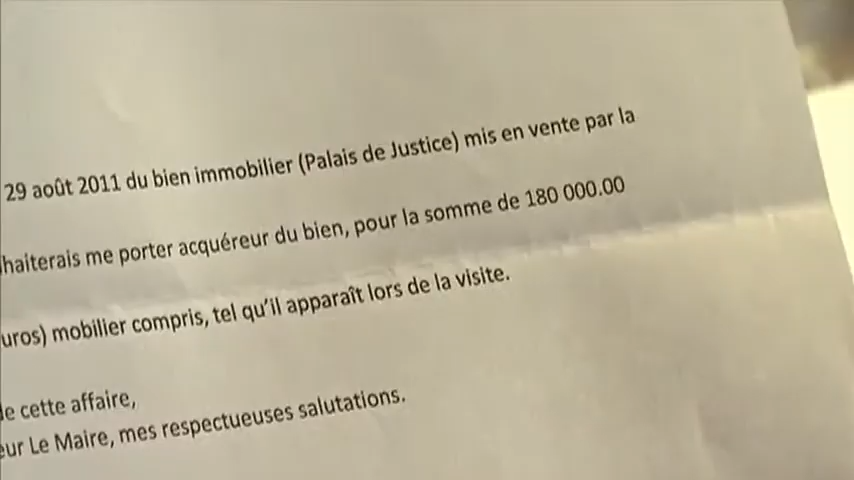 29 août 2011 du bien immobilier (Palais de Justice) mis en vente par la
haiterais me porter acquéreur du bien, pour la somme de 180 000.00
uros) mobilier compris, tel qu'il apparaît lors de la visite.
de cette affaire,
eur Le Maire, mes respectueuses salutations.